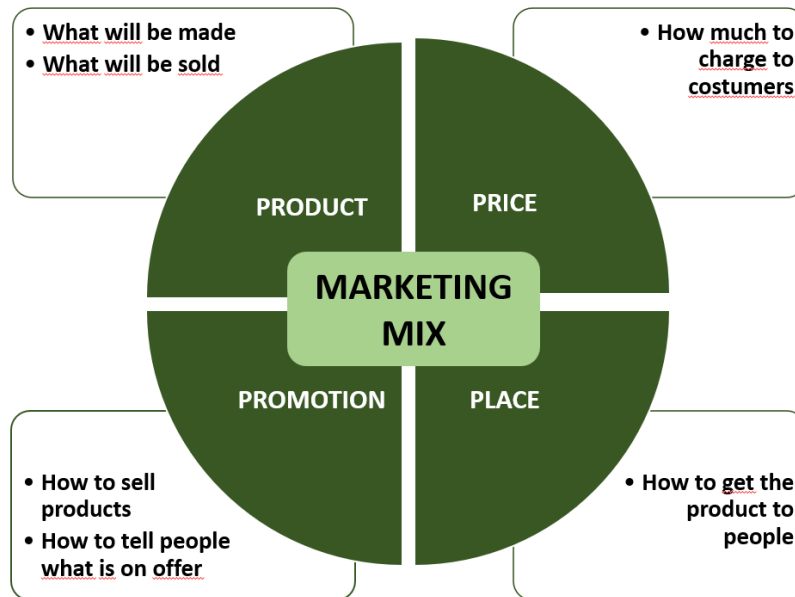 • What will be made
• What will be sold
• How much to
charge to
costumers
PRODUCT
PRICE
MARKETING
MIX
PROMOTION
PLACE
• How to sell
products
• How to tell people
what is on offer
• How to get the
product to
people